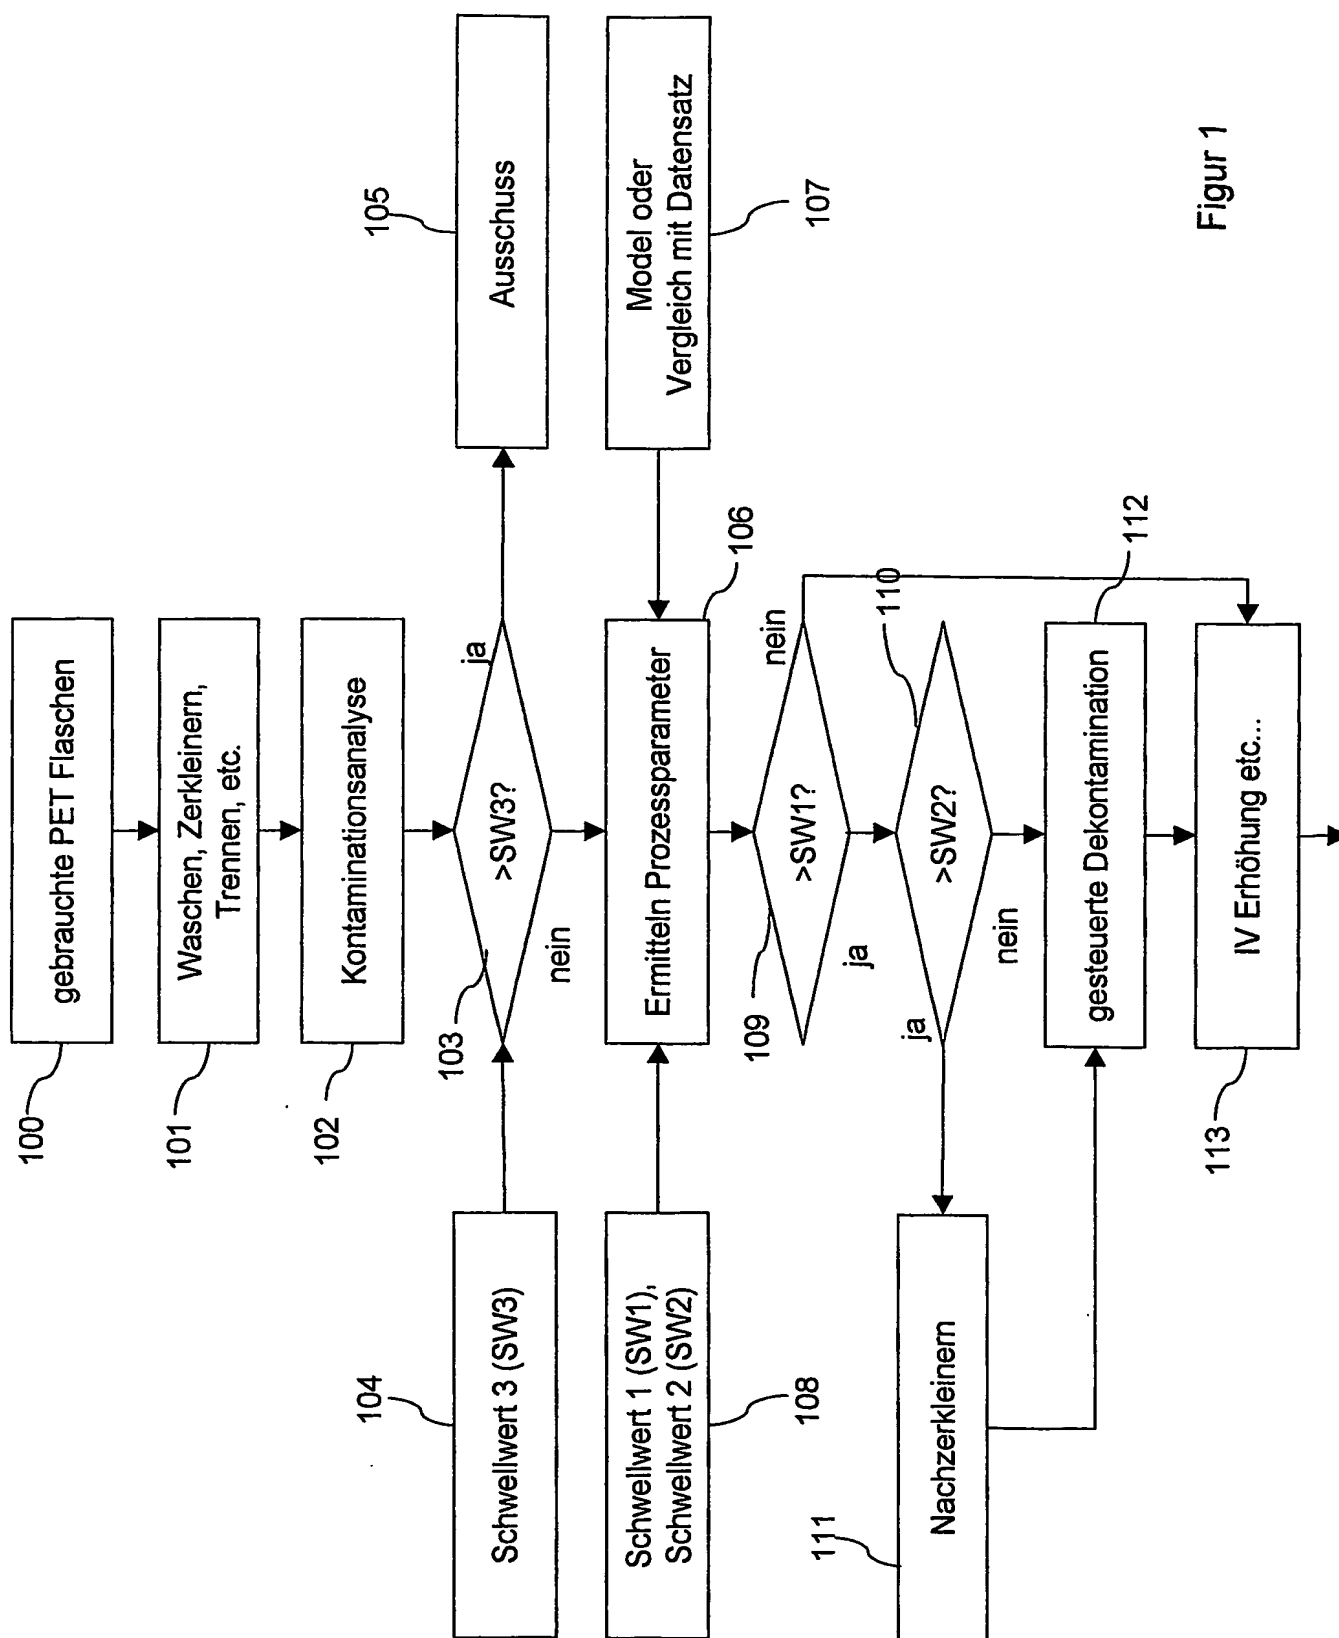 100
gebrauchte PET Flaschen
101
Waschen, Zerkleinern,
Trennen, etc.
102
Kontaminationsanalyse
104
Schwellwert 3 (SW3)
103
>SW3?
ja
nein
105
Ausschuss
Schwellwert 1 (SW1),
Schwellwert 2 (SW2)
108
Ermitteln Prozessparameter
106
Model oder
Vergleich mit Datensatz
107
109
>SW1?
nein
ja
110
>SW2?
ja
nein
111
Nachzerkleinern
gesteuerte Dekontamination
112
IV Erhöhung etc...
113
Figur 1